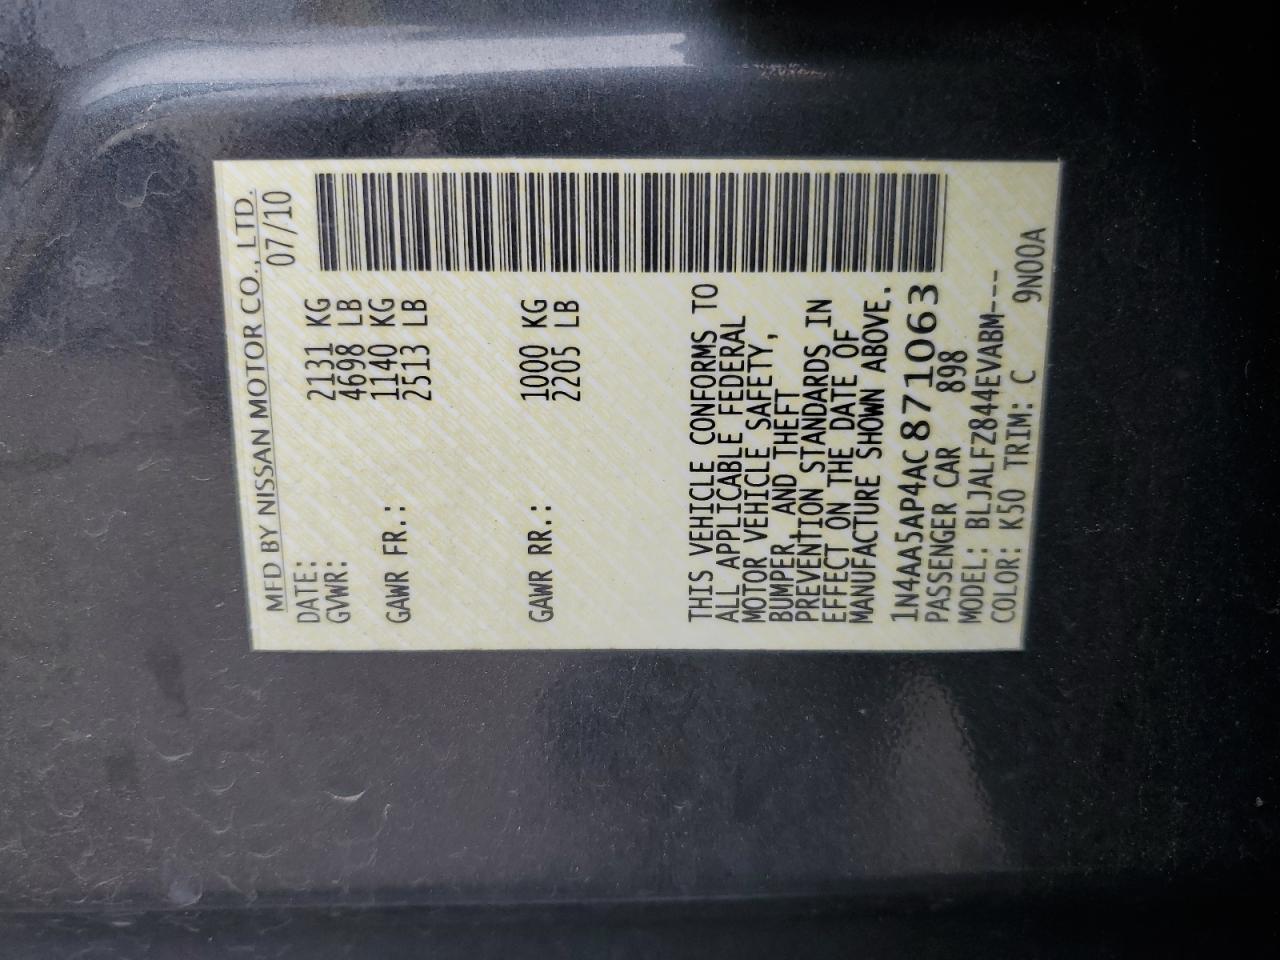 MFD BY NISSAN MOTOR CO., LTD.
DATE: 07/10
GVWR: 2131 KG
4698 LB
GAWR FR.: 1140 KG
2513 LB
GAWR RR.: 1000 KG
2205 LB
THIS VEHICLE CONFORMS TO
ALL APPLICABLE FEDERAL
MOTOR VEHICLE SAFETY,
BUMPER, AND THEFT
PREVENTION STANDARDS IN
EFFECT ON THE DATE OF
MANUFACTURE SHOWN ABOVE.
1N4AA5AP4AC871063
PASSENGER CAR 898
MODEL: BLJALFZ844EVABM---
COLOR: K50 TRIM: C 9N00A